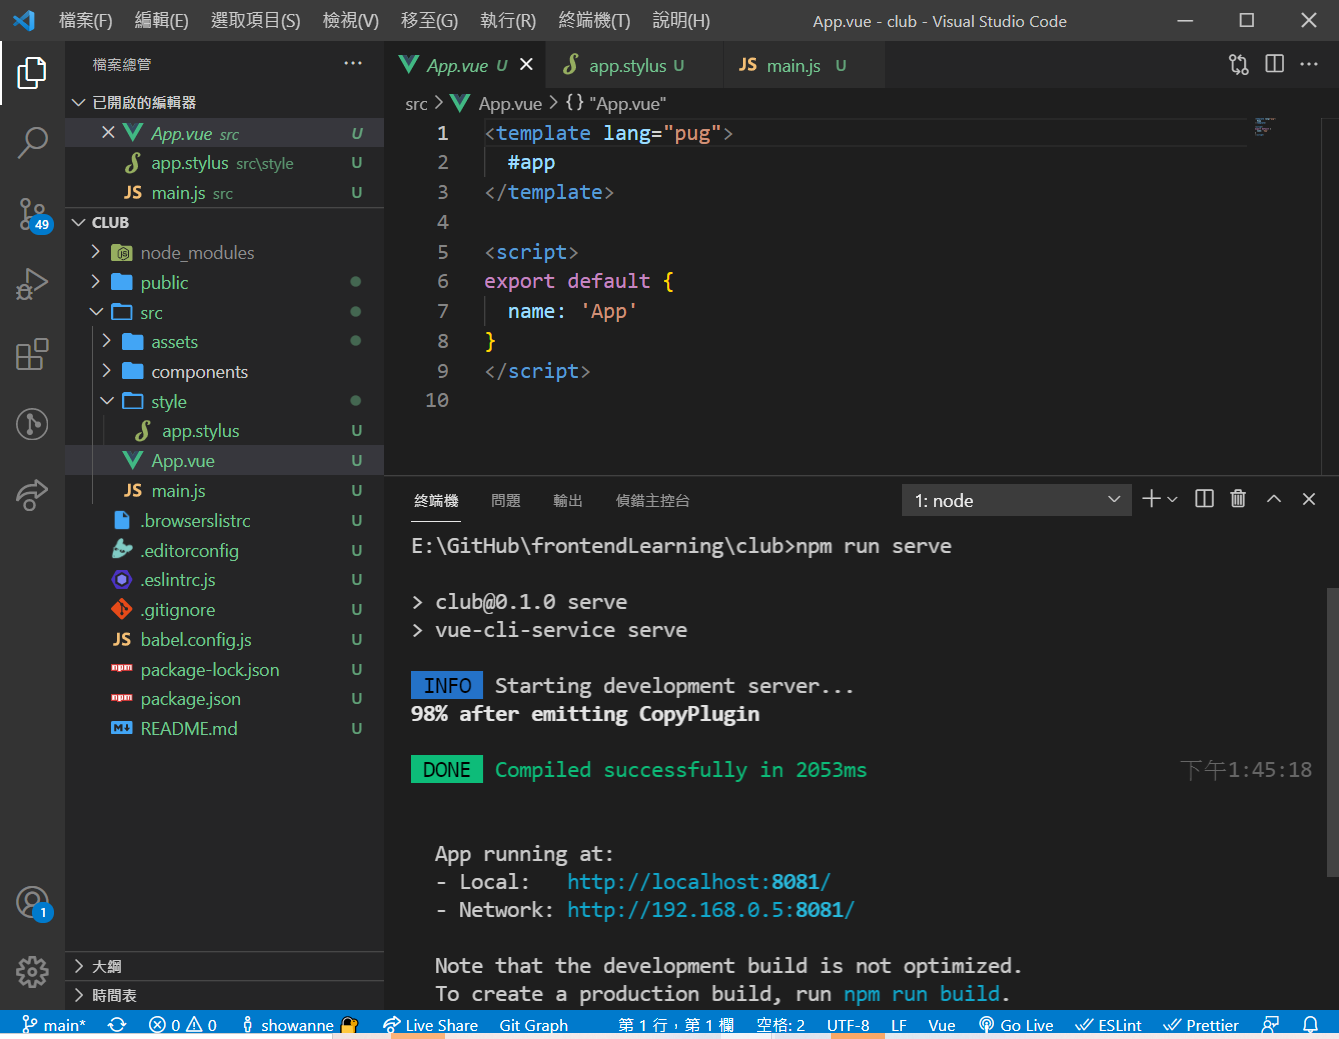 檔案(F) 編輯(E) 選取項目(S) 檢視(V) 移至(G) 執行(R) 終端機(T) 說明(H) App.vue - club - Visual Studio Code
檔案總管 ···
已開啟的編輯器
App.vue src U
app.stylus src\style U
JS main.js src U
CLUB
node_modules
public
src
assets
components
style
app.stylus U
App.vue U
JS main.js U
.browserslistrc U
.editorconfig U
.eslintrc.js U
.gitignore U
JS babel.config.js U
npm package-lock.json U
npm package.json U
README.md U
大綱
時間表
49
1
App.vue U
app.stylus U
JS main.js U
src > App.vue > {} "App.vue"
1 <template lang="pug">
2 #app
3 </template>
4
5 <script>
6 export default {
7 name: 'App'
8 }
9 </script>
10
終端機 問題 輸出 偵錯主控台 1: node
E:\GitHub\frontendLearning\club>npm run serve
> club@0.1.0 serve
> vue-cli-service serve
INFO Starting development server...
98% after emitting CopyPlugin
DONE Compiled successfully in 2053ms 下午1:45:18
App running at:
- Local: http://localhost:8081/
- Network: http://192.168.0.5:8081/
Note that the development build is not optimized.
To create a production build, run npm run build.
main* 0 0 showanne Live Share Git Graph 第 1 行，第 1 欄 空格: 2 UTF-8 LF Vue Go Live ESLint Prettier